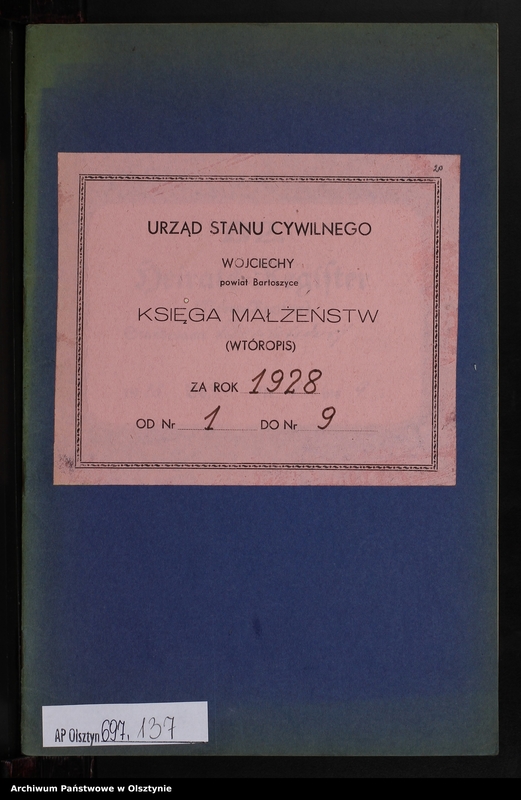 20
URZĄD STANU CYWILNEGO
WOJCIECHY
powiat Bartoszyce
KSIĘGA MAŁŻEŃSTW
(WTÓROPIS)
ZA ROK 1928
OD Nr 1 DO Nr 9
AP Olsztyn 697, 137
Archiwum Państwowe w Olsztynie